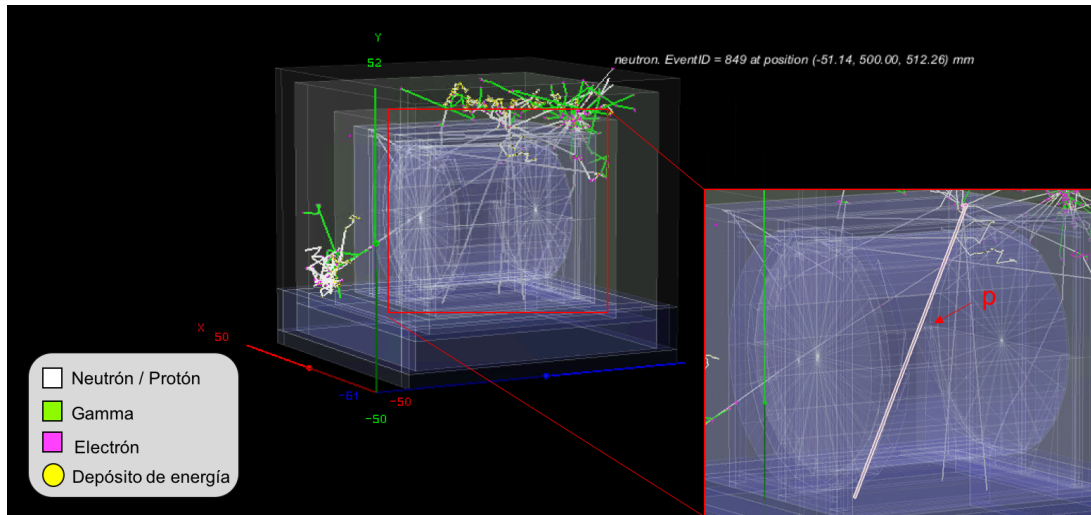 Y
52
neutron. EventID = 849 at position (-51.14, 500.00, 512.26) mm
p
X
50
-51
-50
-50
Neutrón / Protón
Gamma
Electrón
Depósito de energía